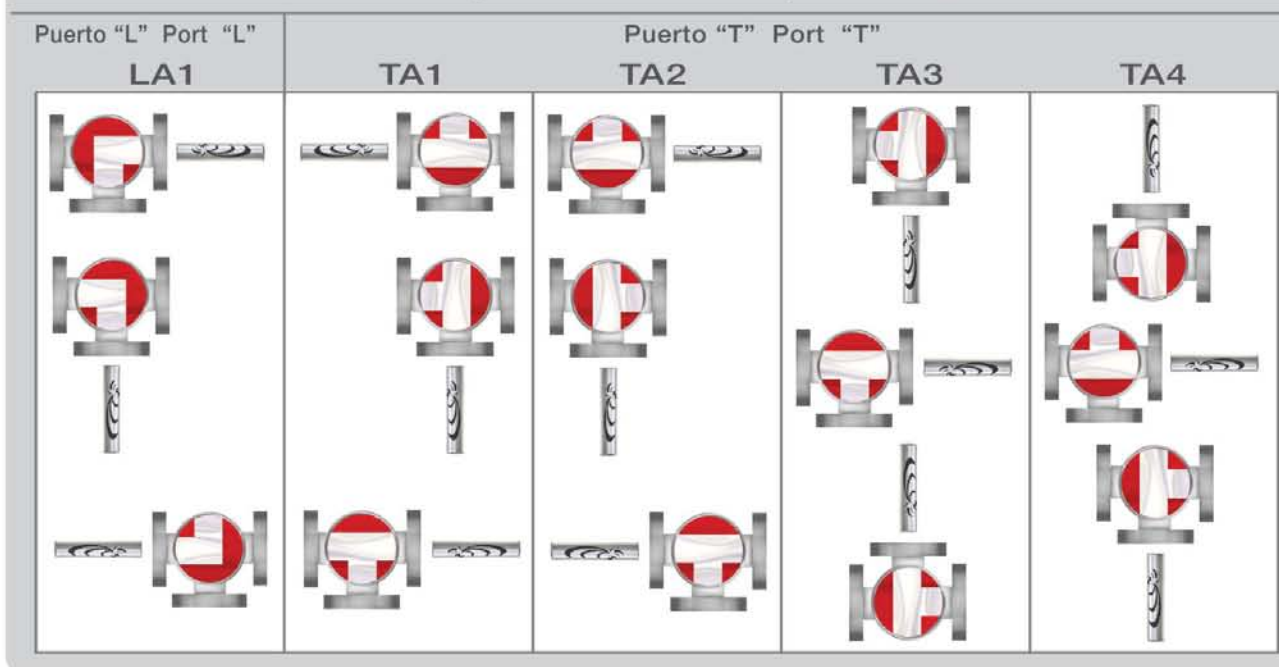 Puerto “L” Port “L”
Puerto “T” Port “T”
LA1
TA1
TA2
TA3
TA4